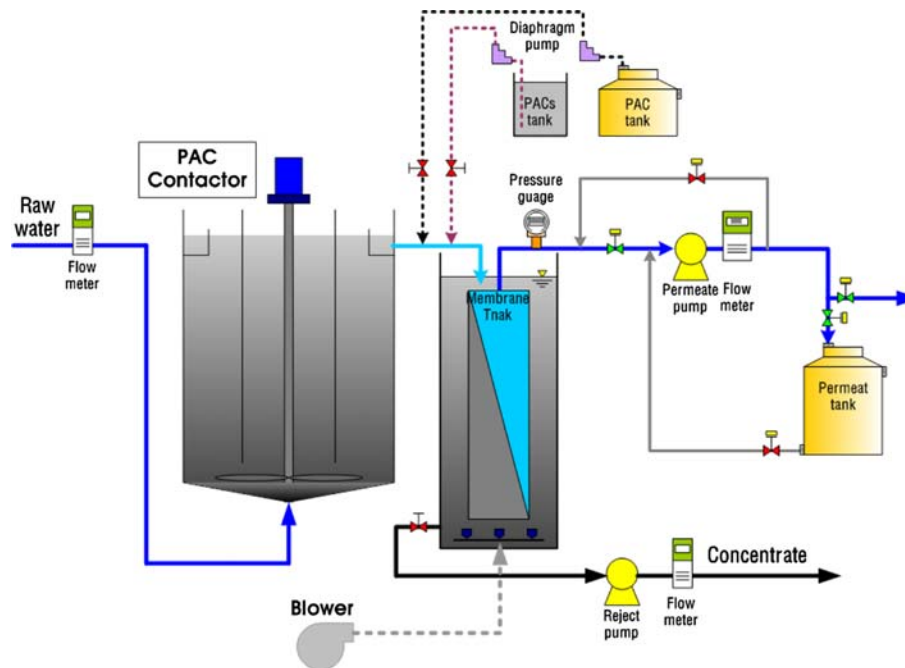 Diaphragm
pump
PACs
tank
PAC
tank
PAC
Contactor
Raw
water
Flow
meter
Pressure
guage
Membrane
Tnak
Permeate
pump
Flow
meter
Permeat
tank
Concentrate
Blower
Reject
pump
Flow
meter